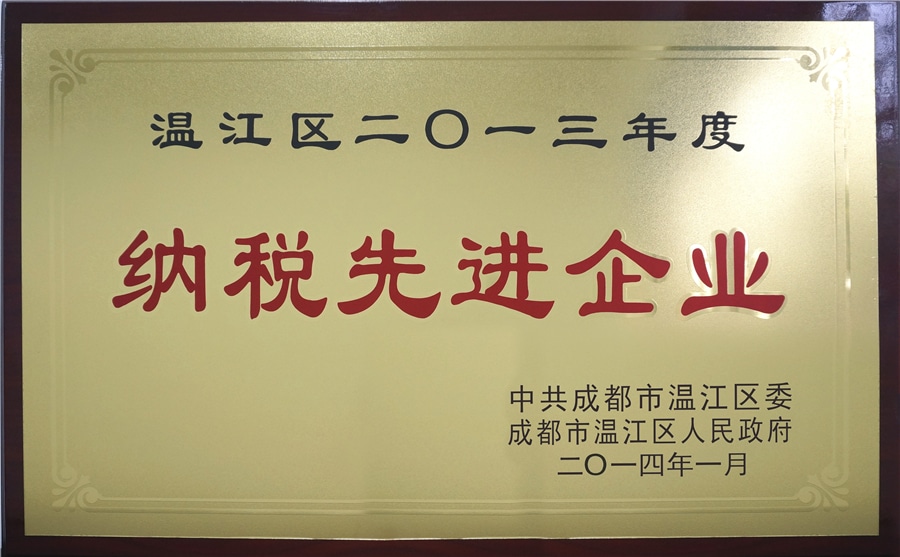 温江区二〇一三年度
纳税先进企业
中共成都市温江区委
成都市温江区人民政府
二〇一四年一月